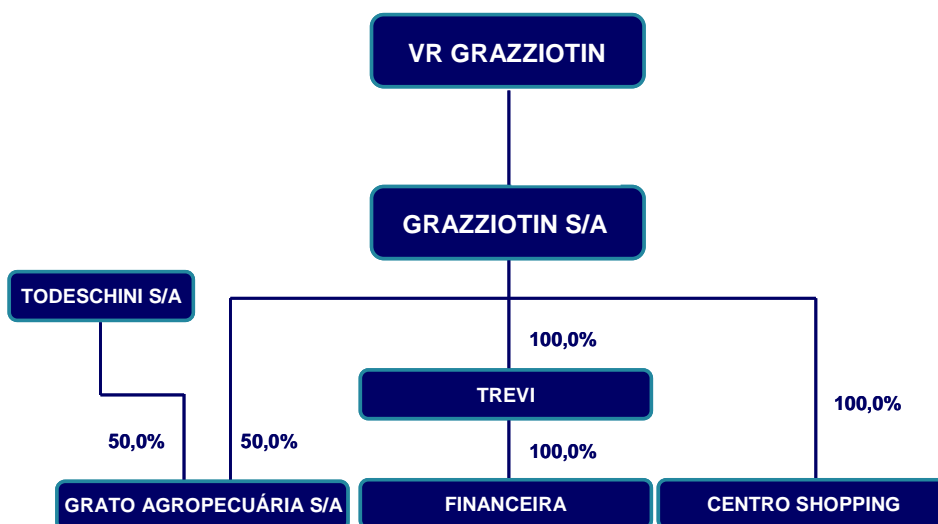 VR GRAZZIOTIN
GRAZZIOTIN S/A
TODESCHINI S/A
100,0%
TREVI
100,0%
50,0%
50,0%
100,0%
GRATO AGROPECUÁRIA S/A
FINANCEIRA
CENTRO SHOPPING